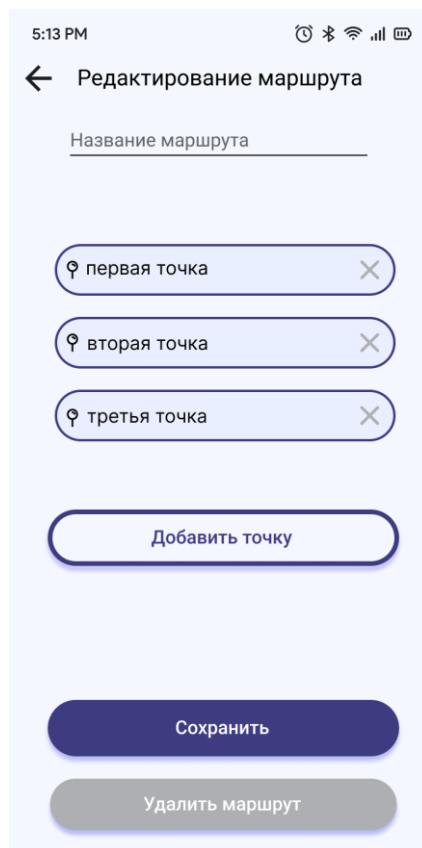 5:13 PM
Редактирование маршрута
Название маршрута
первая точка
вторая точка
третья точка
Добавить точку
Сохранить
Удалить маршрут